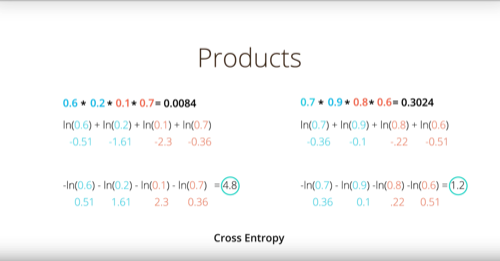 Products
0.6 * 0.2 * 0.1 * 0.7 = 0.0084
ln(0.6) + ln(0.2) + ln(0.1) + ln(0.7)
-0.51 -1.61 -2.3 -0.36
-ln(0.6) - ln(0.2) - ln(0.1) - ln(0.7) = 4.8
0.51 1.61 2.3 0.36
0.7 * 0.9 * 0.8 * 0.6 = 0.3024
ln(0.7) + ln(0.9) + ln(0.8) + ln(0.6)
-0.36 -0.1 -.22 -0.51
-ln(0.7) - ln(0.9) -ln(0.8) -ln(0.6) = 1.2
0.36 0.1 .22 0.51
Cross Entropy